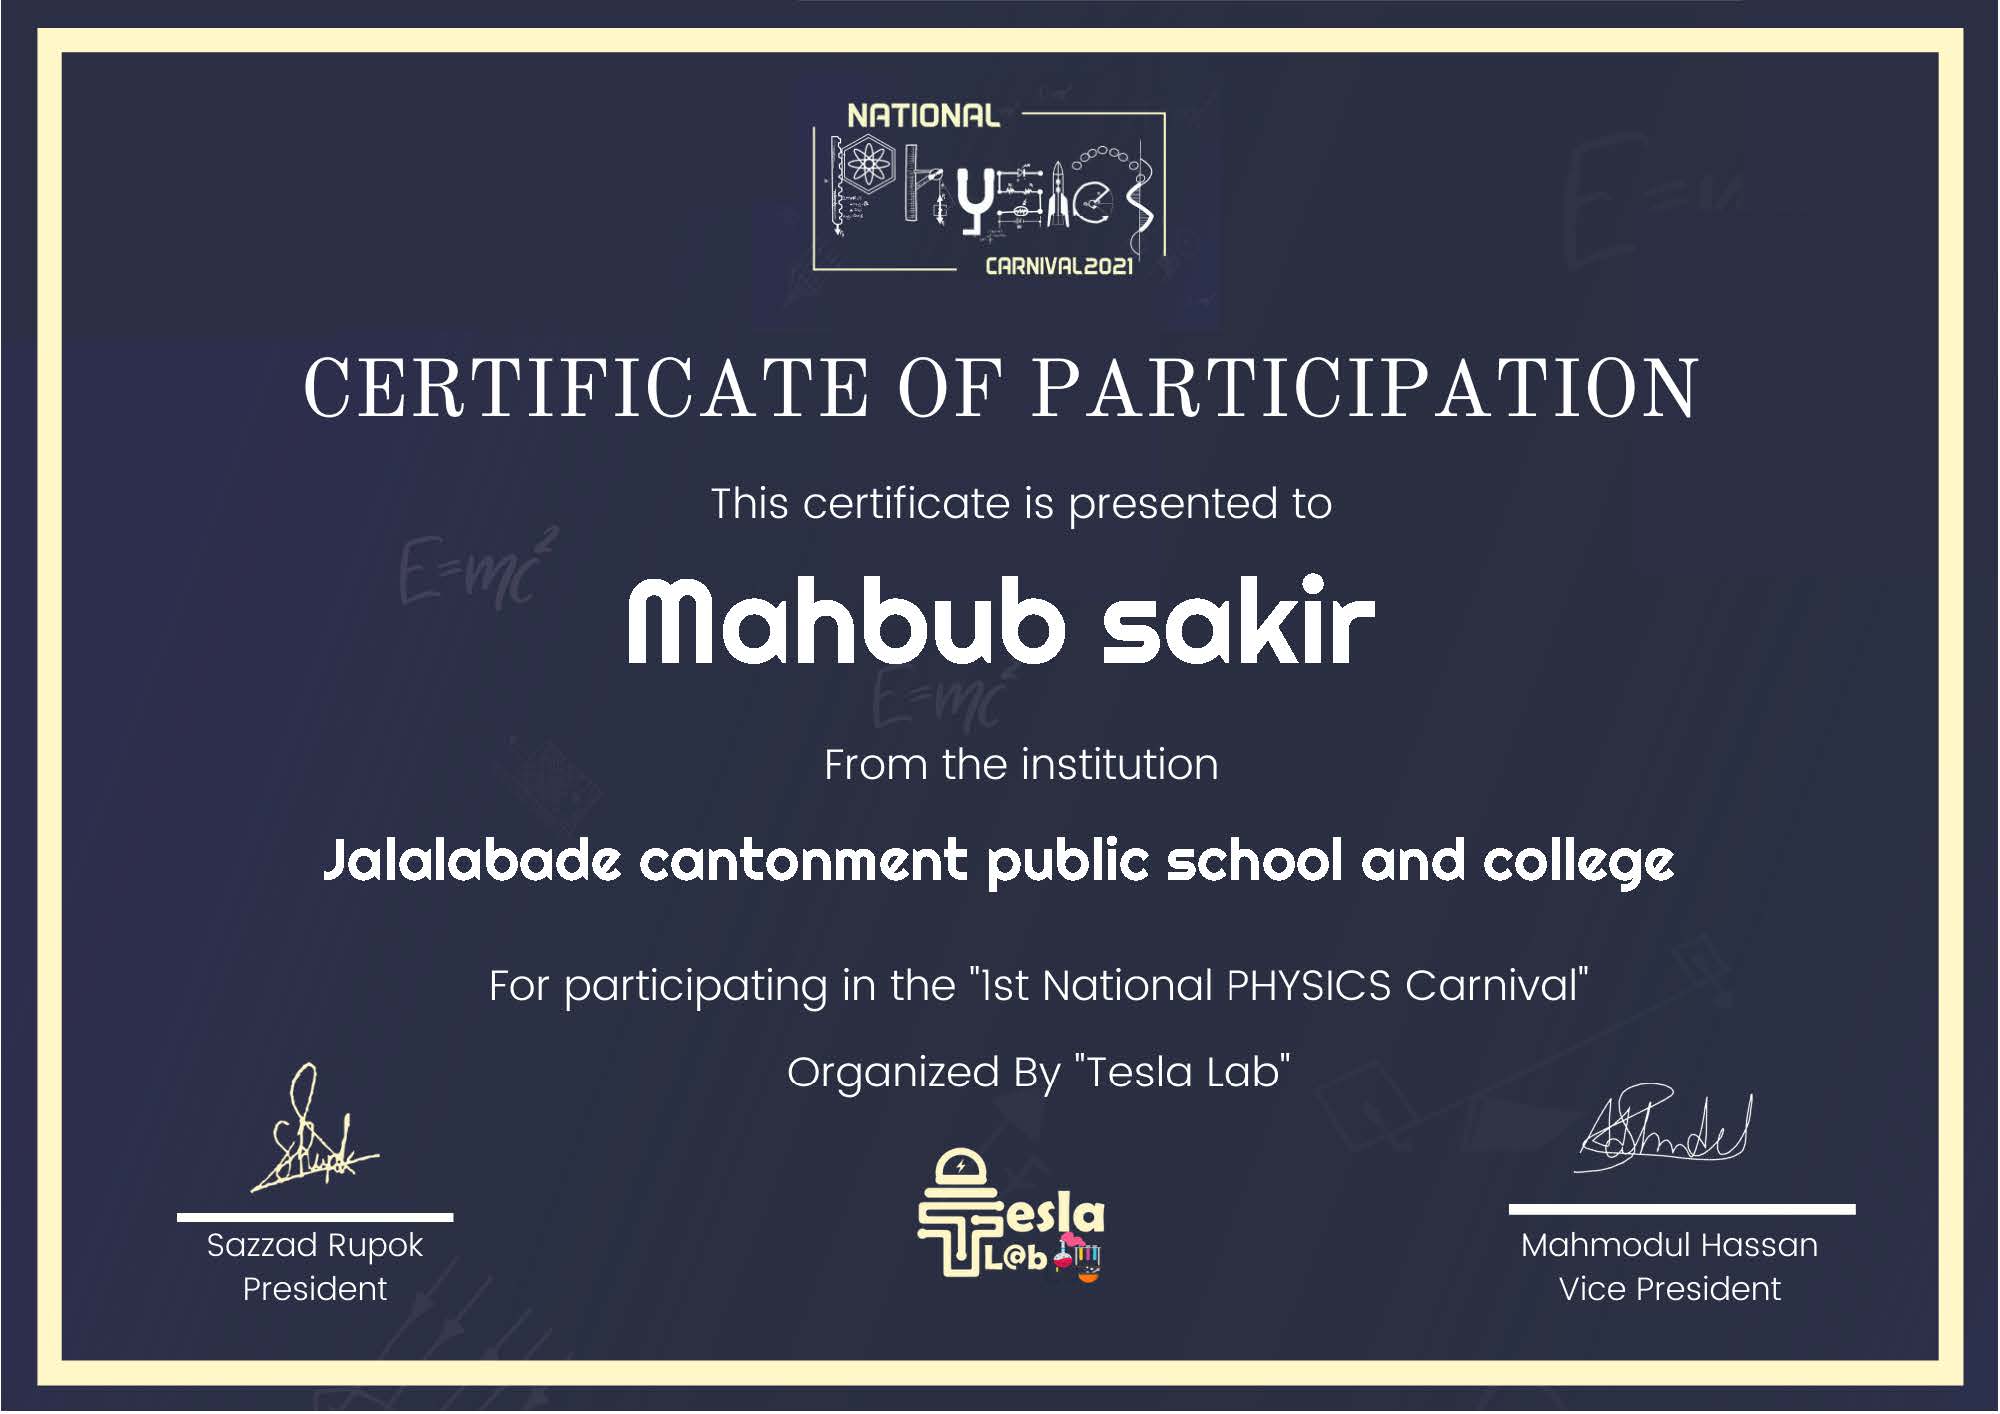 NATIONAL
Physics
CARNIVAL2021
CERTIFICATE OF PARTICIPATION
This certificate is presented to
E=mc²
Mahbub sakir
E=mc²
From the institution
Jalalabade cantonment public school and college
For participating in the "1st National PHYSICS Carnival"
Organized By "Tesla Lab"
Tesla
L@b
Sazzad Rupok
President
Mahmodul Hassan
Vice President